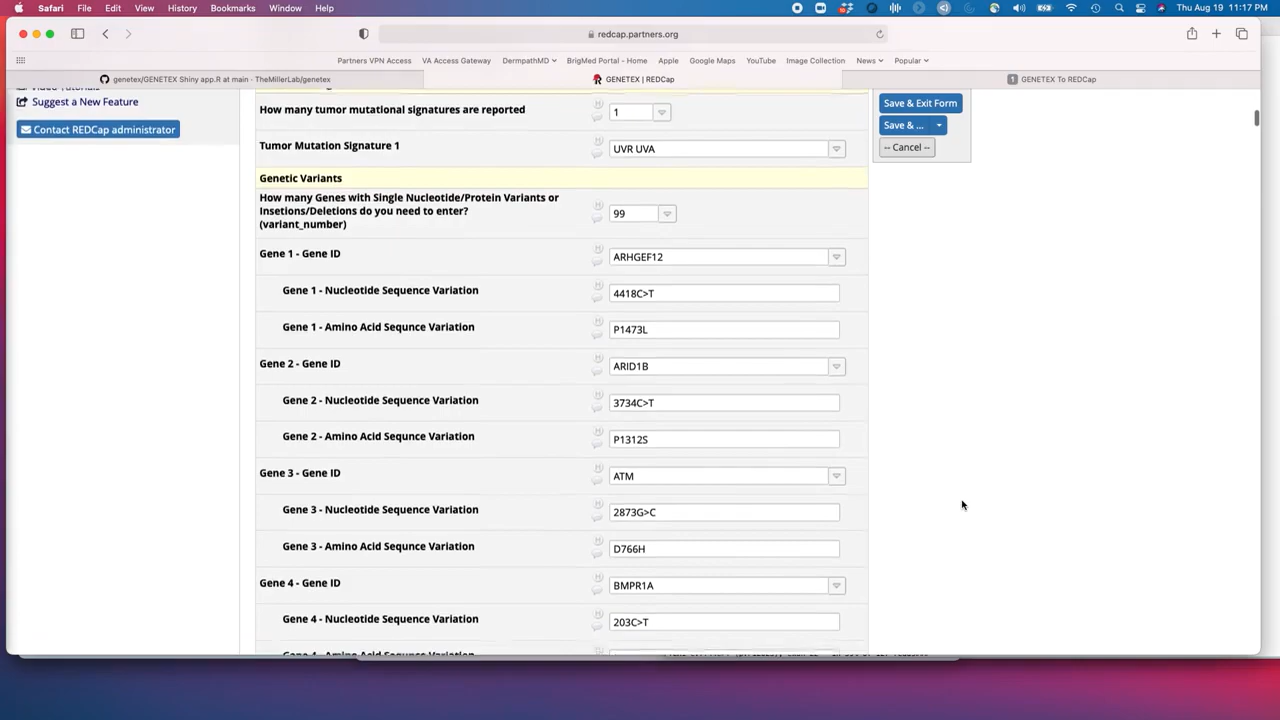 Safari File Edit View History Bookmarks Window Help Thu Aug 19 11:17 PM
redcap.partners.org
Partners VPN Access VA Access Gateway DermpathMD BrigMed Portal - Home Apple Google Maps YouTube Image Collection News Popular
genetex/GENETEX Shiny app.R at main · TheMillerLab/genetex GENETEX | REDCap 1 GENETEX To REDCap
Suggest a New Feature
Contact REDCap administrator
How many tumor mutational signatures are reported
1
Tumor Mutation Signature 1
UVR UVA
Genetic Variants
How many Genes with Single Nucleotide/Protein Variants or
Insetions/Deletions do you need to enter?
(variant_number)
99
Gene 1 - Gene ID
ARHGEF12
Gene 1 - Nucleotide Sequence Variation
4418C>T
Gene 1 - Amino Acid Sequnce Variation
P1473L
Gene 2 - Gene ID
ARID1B
Gene 2 - Nucleotide Sequence Variation
3734C>T
Gene 2 - Amino Acid Sequnce Variation
P1312S
Gene 3 - Gene ID
ATM
Gene 3 - Nucleotide Sequence Variation
2873G>C
Gene 3 - Amino Acid Sequnce Variation
D766H
Gene 4 - Gene ID
BMPR1A
Gene 4 - Nucleotide Sequence Variation
203C>T
Save & Exit Form
Save & ...
-- Cancel --